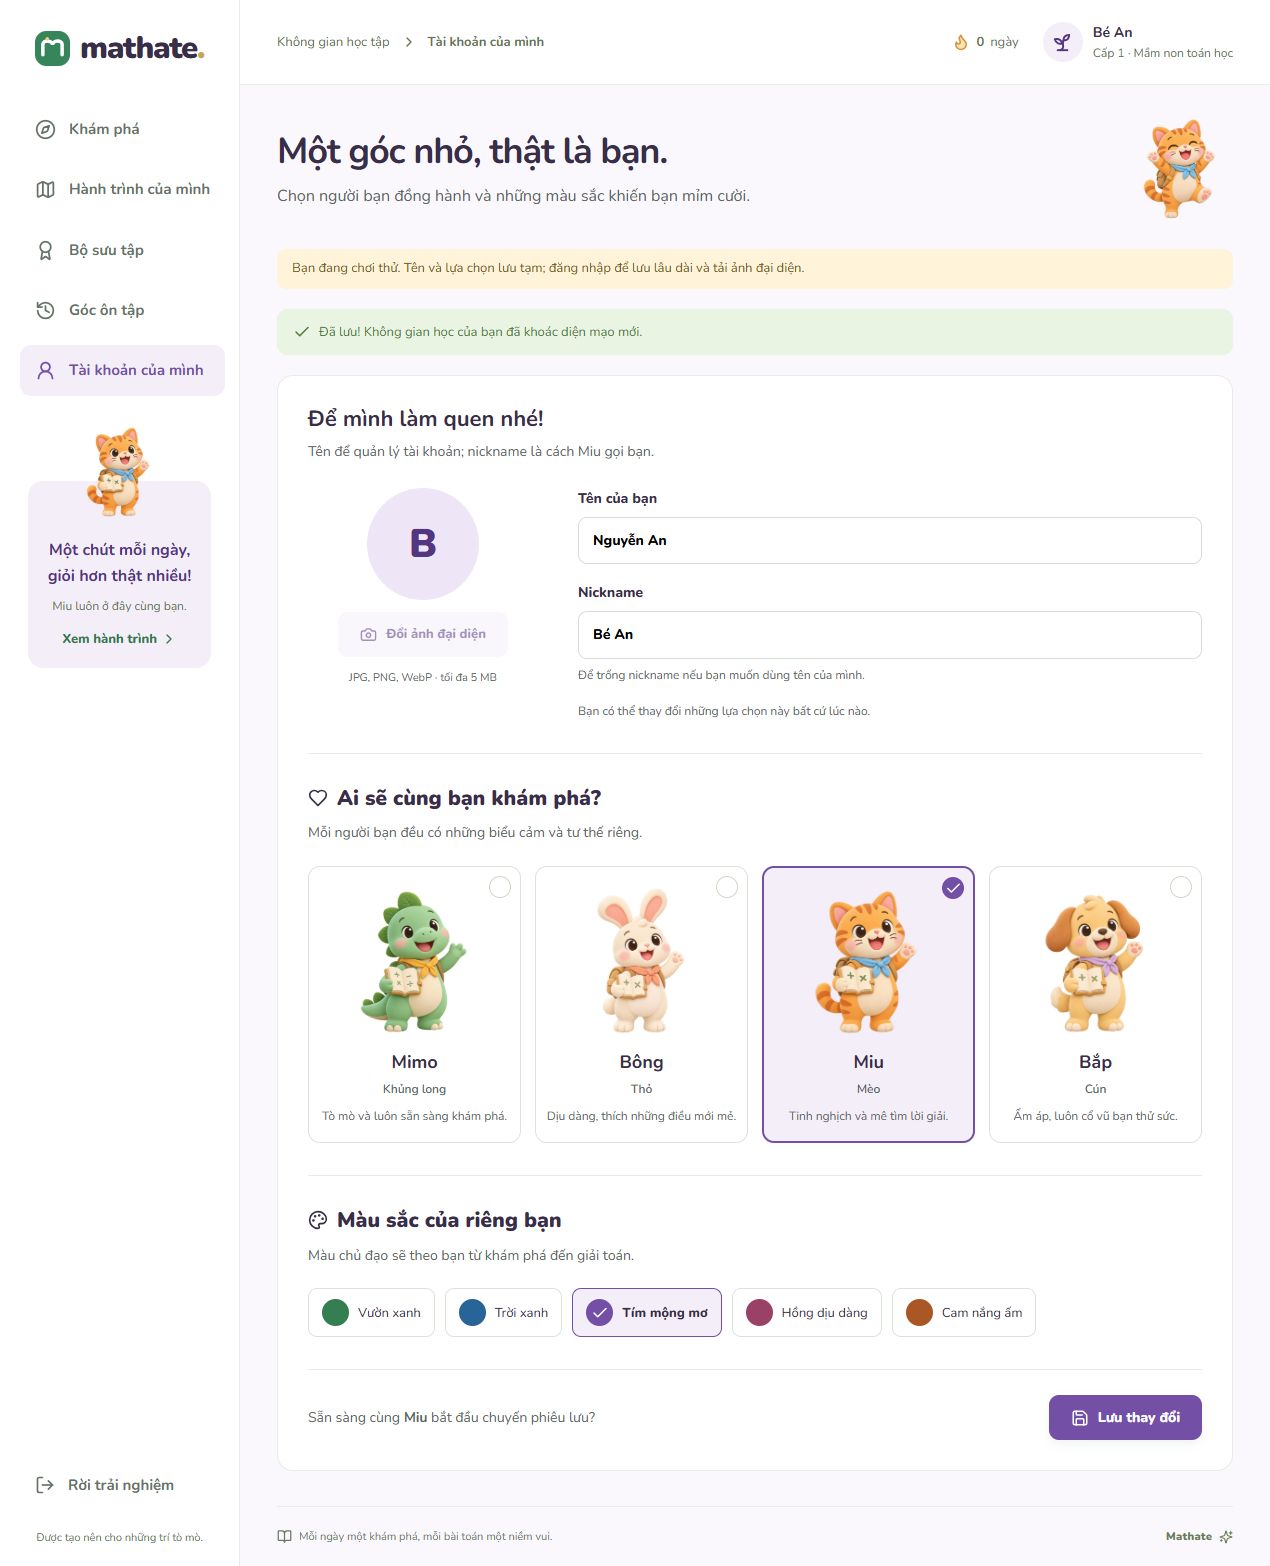 mathate.
Không gian học tập > Tài khoản của mình
0 ngày
Bé An
Cấp 1 · Mầm non toán học
Khám phá
Hành trình của mình
Bộ sưu tập
Góc ôn tập
Tài khoản của mình
Một chút mỗi ngày,
giỏi hơn thật nhiều!
Miu luôn ở đây cùng bạn.
Xem hành trình >
Rời trải nghiệm
Được tạo nên cho những trí tò mò.
Một góc nhỏ, thật là bạn.
Chọn người bạn đồng hành và những màu sắc khiến bạn mỉm cười.
Bạn đang chơi thử. Tên và lựa chọn lưu tạm; đăng nhập để lưu lâu dài và tải ảnh đại diện.
Đã lưu! Không gian học của bạn đã khoác diện mạo mới.
Để mình làm quen nhé!
Tên để quản lý tài khoản; nickname là cách Miu gọi bạn.
B
Đổi ảnh đại diện
JPG, PNG, WebP · tối đa 5 MB
Tên của bạn
Nguyễn An
Nickname
Bé An
Để trống nickname nếu bạn muốn dùng tên của mình.
Bạn có thể thay đổi những lựa chọn này bất cứ lúc nào.
Ai sẽ cùng bạn khám phá?
Mỗi người bạn đều có những biểu cảm và tư thế riêng.
Mimo
Khủng long
Tò mò và luôn sẵn sàng khám phá.
Bông
Thỏ
Dịu dàng, thích những điều mới mẻ.
Miu
Mèo
Tinh nghịch và mê tìm lời giải.
Bắp
Cún
Ấm áp, luôn cổ vũ bạn thử sức.
Màu sắc của riêng bạn
Màu chủ đạo sẽ theo bạn từ khám phá đến giải toán.
Vườn xanh
Trời xanh
Tím mộng mơ
Hồng dịu dàng
Cam nắng ấm
Sẵn sàng cùng Miu bắt đầu chuyến phiêu lưu?
Lưu thay đổi
Mỗi ngày một khám phá, mỗi bài toán một niềm vui.
Mathate